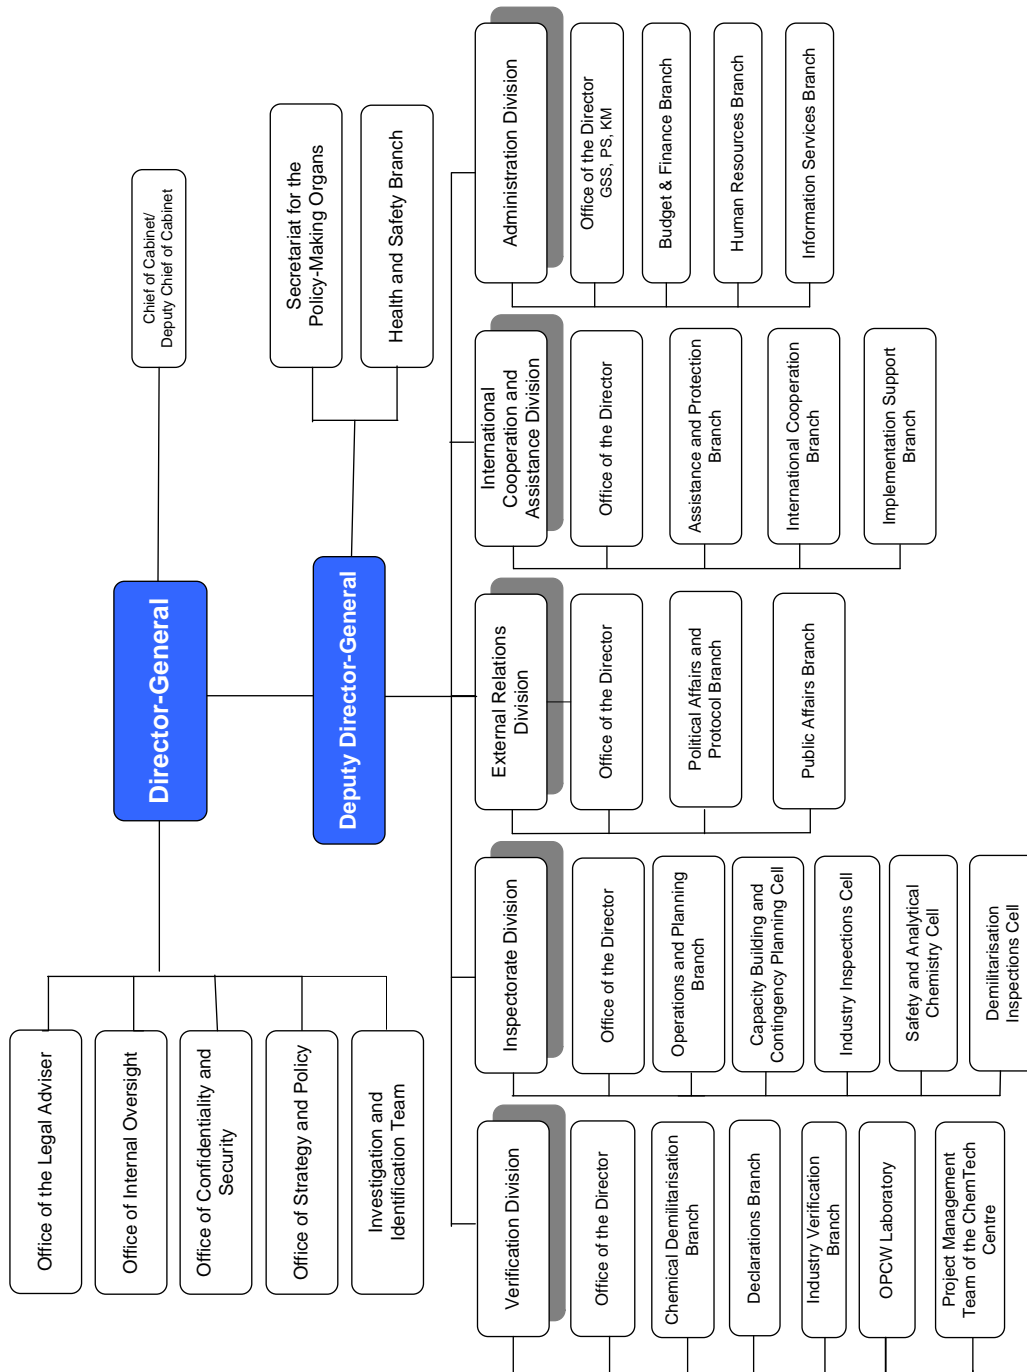 Chief of Cabinet/
Deputy Chief of Cabinet
Director-General
Office of the Legal Adviser
Office of Internal Oversight
Office of Confidentiality and
Security
Office of Strategy and Policy
Investigation and
Identification Team
Secretariat for the
Policy-Making Organs
Health and Safety Branch
Deputy Director-General
Verification Division
Office of the Director
Chemical Demilitarisation
Branch
Declarations Branch
Industry Verification
Branch
OPCW Laboratory
Project Management
Team of the ChemTech
Centre
Inspectorate Division
Office of the Director
Operations and Planning
Branch
Capacity Building and
Contingency Planning Cell
Industry Inspections Cell
Safety and Analytical
Chemistry Cell
Demilitarisation
Inspections Cell
External Relations
Division
Office of the Director
Political Affairs and
Protocol Branch
Public Affairs Branch
International
Cooperation and
Assistance Division
Office of the Director
Assistance and Protection
Branch
International Cooperation
Branch
Implementation Support
Branch
Administration Division
Office of the Director
GSS, PS, KM
Budget & Finance Branch
Human Resources Branch
Information Services Branch